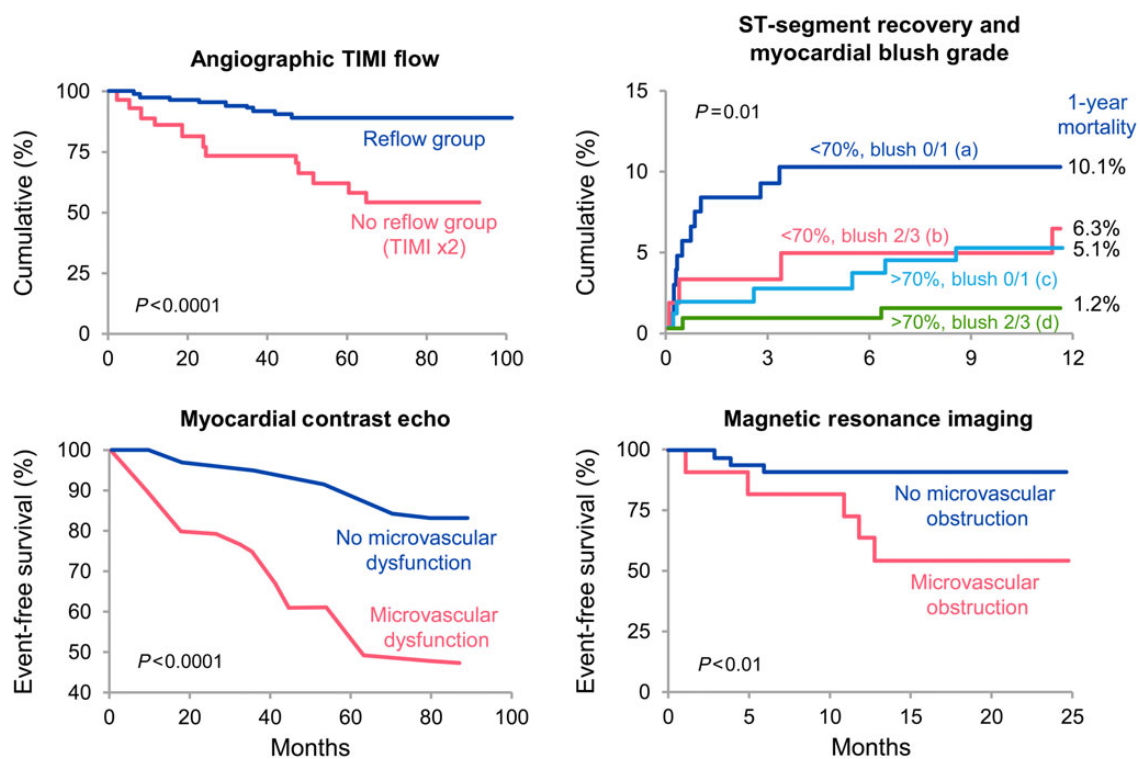 Angiographic TIMI flow
Cumulative (%)
100
75
50
25
0
Reflow group
No reflow group
(TIMI x2)
P<0.0001
0 20 40 60 80 100
ST-segment recovery and
myocardial blush grade
Cumulative (%)
15
10
5
0
P=0.01
1-year
mortality
<70%, blush 0/1 (a)
10.1%
<70%, blush 2/3 (b)
6.3%
5.1%
>70%, blush 0/1 (c)
1.2%
>70%, blush 2/3 (d)
0 3 6 9 12
Myocardial contrast echo
Event-free survival (%)
100
90
80
70
60
50
40
No microvascular
dysfunction
Microvascular
dysfunction
P<0.0001
0 20 40 60 80 100
Months
Magnetic resonance imaging
Event-free survival (%)
100
75
50
25
0
No microvascular
obstruction
Microvascular
obstruction
P<0.01
0 5 10 15 20 25
Months